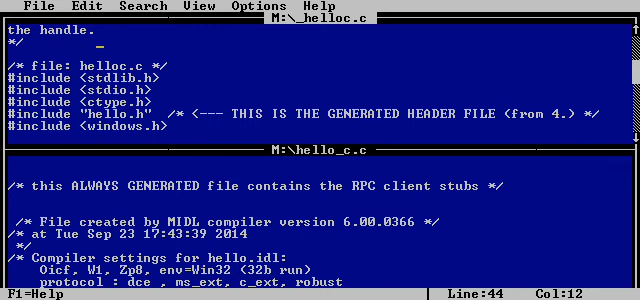 File Edit Search View Options Help
M:\_helloc.c
the handle.
*/
/* file: helloc.c */
#include <stdlib.h>
#include <stdio.h>
#include <ctype.h>
#include "hello.h" /* <--- THIS IS THE GENERATED HEADER FILE (from 4.) */
#include <windows.h>
M:\hello_c.c
/* this ALWAYS GENERATED file contains the RPC client stubs */
/* File created by MIDL compiler version 6.00.0366 */
/* at Tue Sep 23 17:43:39 2014
*/
/* Compiler settings for hello.idl:
Oicf, W1, Zp8, env=Win32 (32b run)
protocol : dce , ms_ext, c_ext, robust
F1=Help Line:44 Col:12